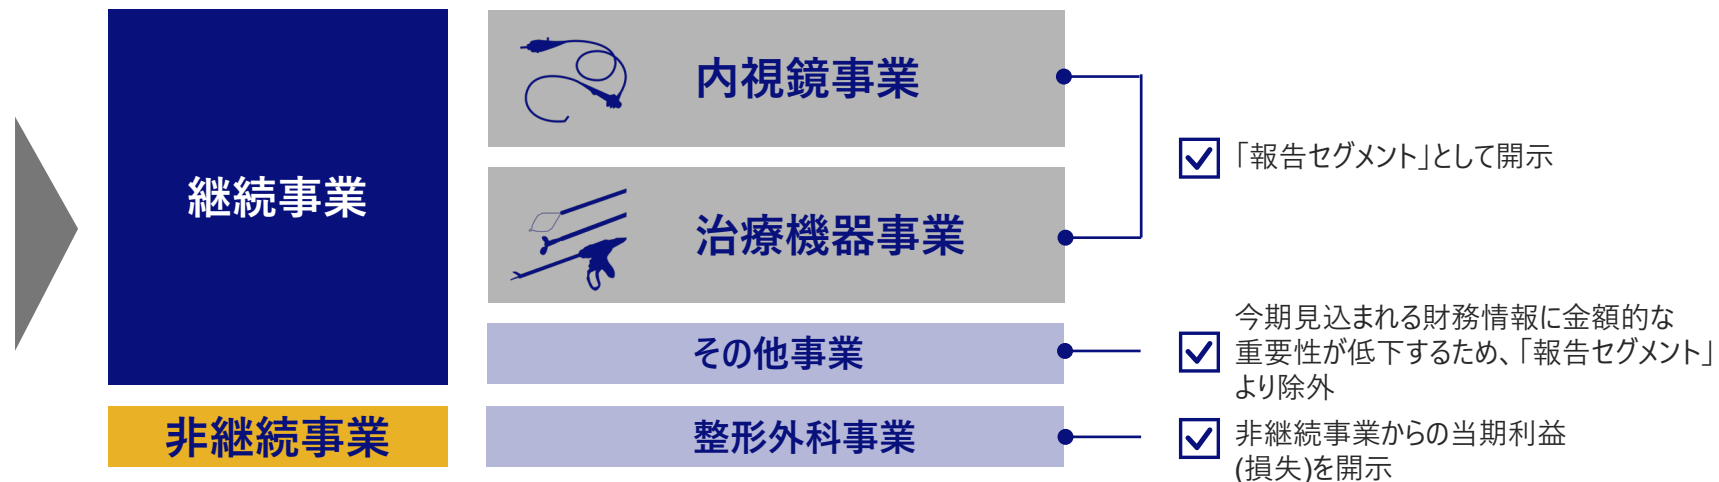 継続事業
内視鏡事業
治療機器事業
「報告セグメント」として開示
その他事業
今期見込まれる財務情報に金額的な
重要性が低下するため、「報告セグメント」
より除外
非継続事業
整形外科事業
非継続事業からの当期利益
(損失)を開示